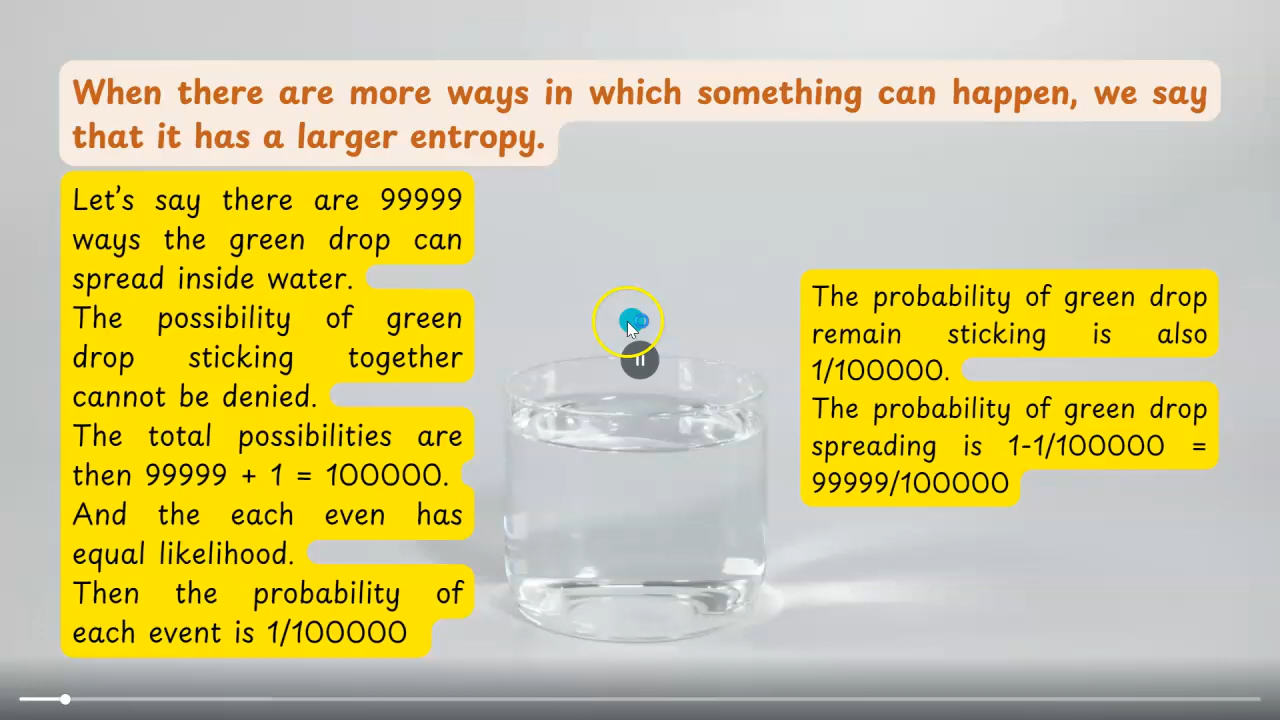 When there are more ways in which something can happen, we say
that it has a larger entropy.
Let's say there are 99999
ways the green drop can
spread inside water.
The possibility of green
drop sticking together
cannot be denied.
The total possibilities are
then 99999 + 1 = 100000.
And the each even has
equal likelihood.
Then the probability of
each event is 1/100000
The probability of green drop
remain sticking is also
1/100000.
The probability of green drop
spreading is 1-1/100000 =
99999/100000